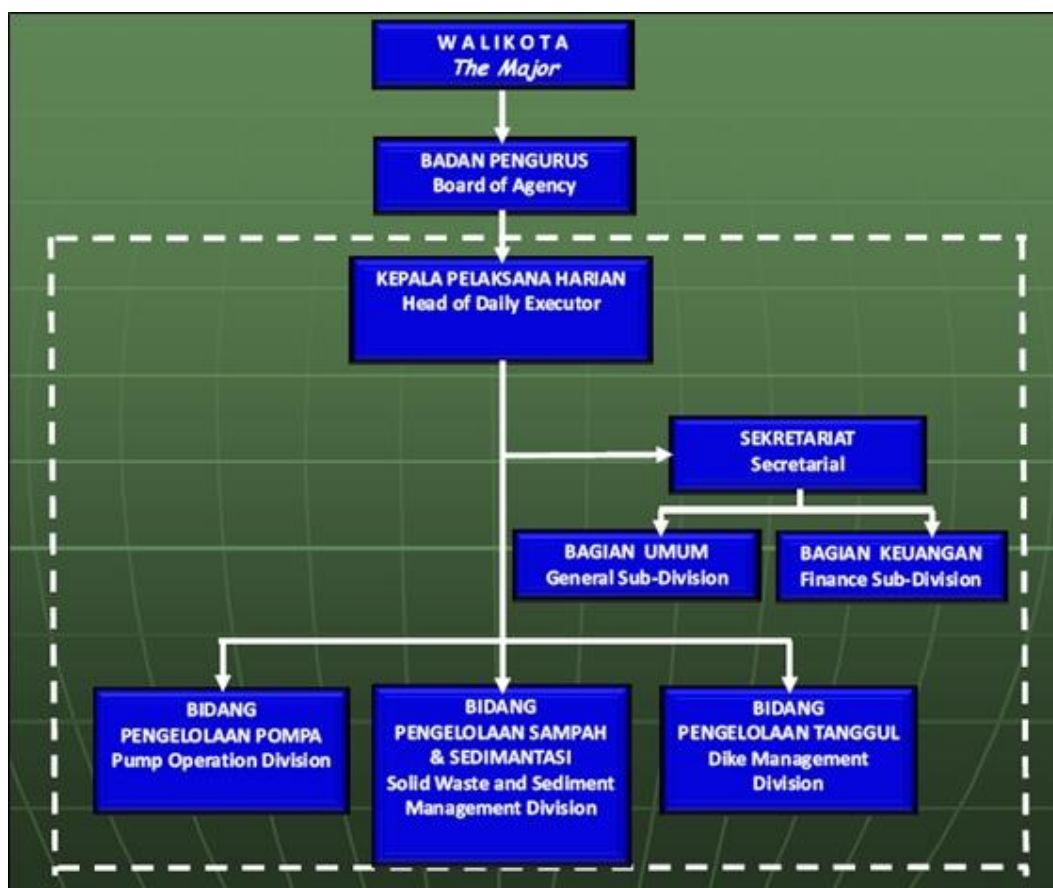 W A L I K O T A
The Major
BADAN PENGURUS
Board of Agency
KEPALA PELAKSANA HARIAN
Head of Daily Executor
SEKRETARIAT
Secretarial
BAGIAN UMUM
General Sub-Division
BAGIAN KEUANGAN
Finance Sub-Division
BIDANG
PENGELOLAAN POMPA
Pump Operation Division
BIDANG
PENGELOLAAN SAMPAH
& SEDIMANTASI
Solid Waste and Sediment
Management Division
BIDANG
PENGELOLAAN TANGGUL
Dike Management
Division